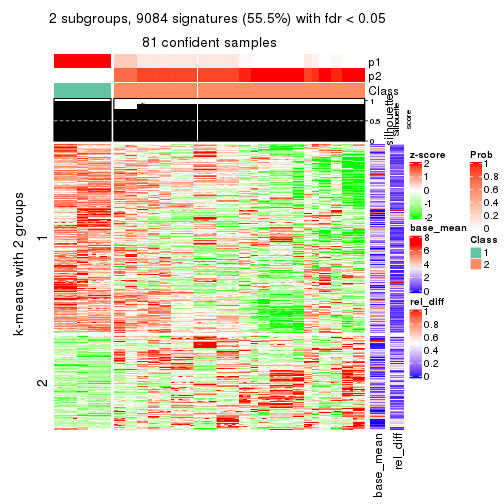 2 subgroups, 9084 signatures (55.5%) with fdr < 0.05
81 confident samples
p1
p2
Class
1
0.5
0
silhouette
Silhouette
score
k-means with 2 groups
1
2
base_mean
rel_diff
z-score
2
1
0
-1
-2
base_mean
8
6
4
2
0
rel_diff
1
0.8
0.6
0.4
0.2
0
Prob
1
0.8
0.6
0.4
0.2
0
Class
1
2